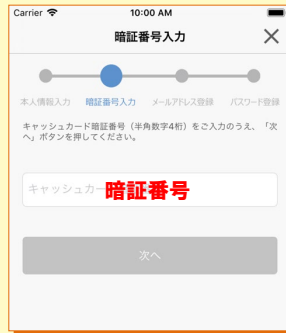 Carrier 10:00 AM
暗証番号入力
本人情報入力 暗証番号入力 メールアドレス登録 パスワード登録
キャッシュカード暗証番号（半角数字4桁）をご入力のうえ、「次
へ」ボタンを押してください。
キャッシュカー 暗証番号
次へ